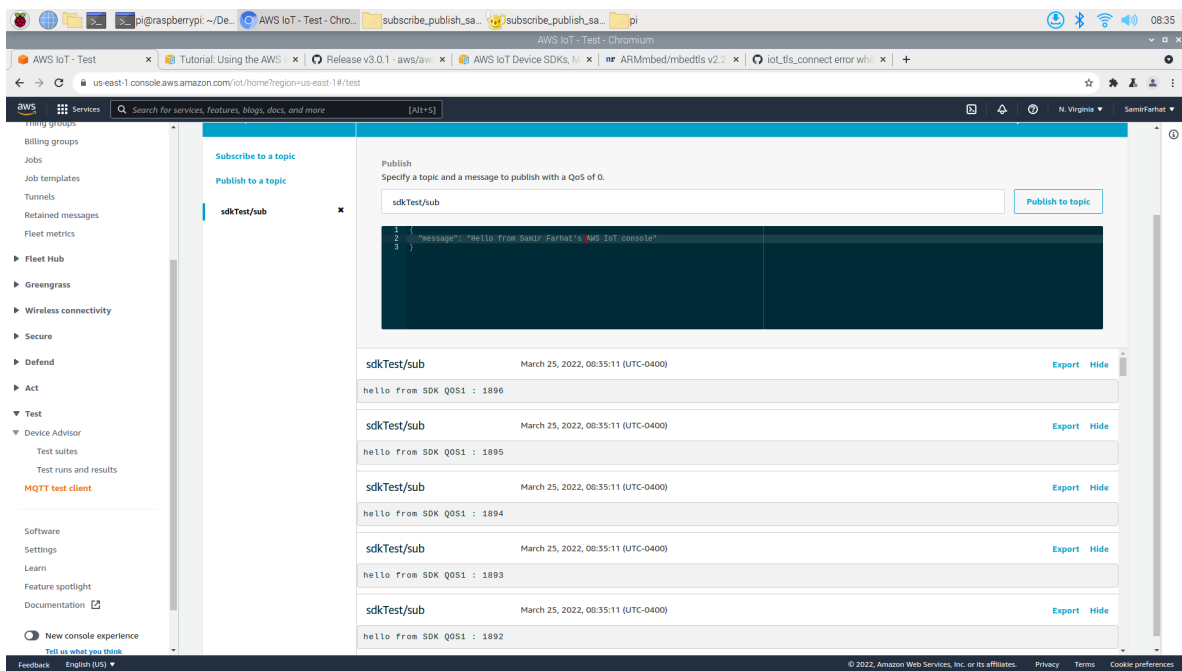 pi@raspberrypi: ~/De...
AWS IoT - Test - Chro...
subscribe_publish_sa...
subscribe_publish_sa...
pi
08:35
AWS IoT - Test - Chromium
AWS IoT - Test
Tutorial: Using the AWS
Release v3.0.1 · aws/aw
AWS IoT Device SDKs, M
ARMmbed/mbedtls v2.2
iot_tls_connect error whi
us-east-1.console.aws.amazon.com/iot/home?region=us-east-1#/test
aws
Services
Search for services, features, blogs, docs, and more
[Alt+S]
N. Virginia
SamirFarhat
Thing groups
Billing groups
Jobs
Job templates
Tunnels
Retained messages
Fleet metrics
Fleet Hub
Greengrass
Wireless connectivity
Secure
Defend
Act
Test
Device Advisor
Test suites
Test runs and results
MQTT test client
Software
Settings
Learn
Feature spotlight
Documentation
New console experience
Tell us what you think
Subscribe to a topic
Publish to a topic
sdkTest/sub
Publish
Specify a topic and a message to publish with a QoS of 0.
sdkTest/sub
Publish to topic
1 {
2 "message": "Hello from Samir Farhat's AWS IoT console"
3 }
sdkTest/sub March 25, 2022, 08:35:11 (UTC-0400) Export Hide
hello from SDK QOS1 : 1896
sdkTest/sub March 25, 2022, 08:35:11 (UTC-0400) Export Hide
hello from SDK QOS1 : 1895
sdkTest/sub March 25, 2022, 08:35:11 (UTC-0400) Export Hide
hello from SDK QOS1 : 1894
sdkTest/sub March 25, 2022, 08:35:11 (UTC-0400) Export Hide
hello from SDK QOS1 : 1893
sdkTest/sub March 25, 2022, 08:35:11 (UTC-0400) Export Hide
hello from SDK QOS1 : 1892
Feedback English (US)
© 2022, Amazon Web Services, Inc. or its affiliates. Privacy Terms Cookie preferences